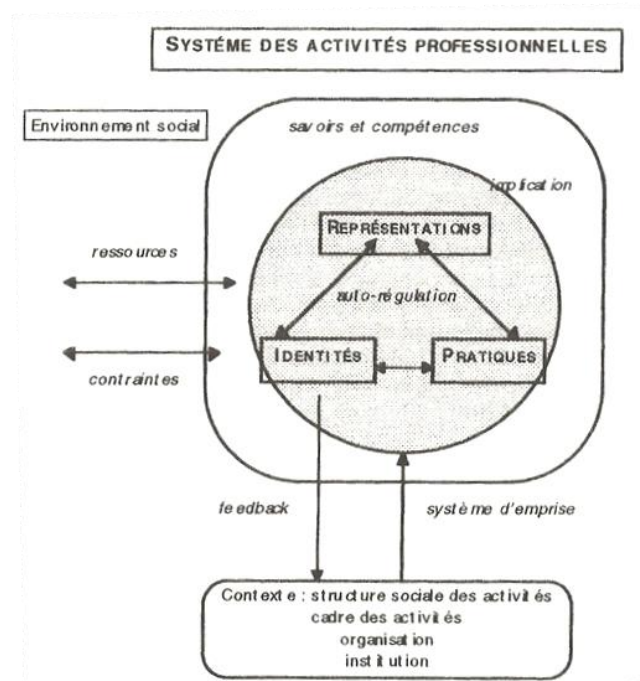 SYSTÉME DES ACTIVITÉS PROFESSIONNELLES
Environnement social
savoirs et compétences
implication
REPRÉSENTATIONS
ressources
auto-régulation
IDENTITÉS
PRATIQUES
contraintes
feedback
système d'emprise
Contexte : structure sociale des activités
cadre des activités
organisation
institution